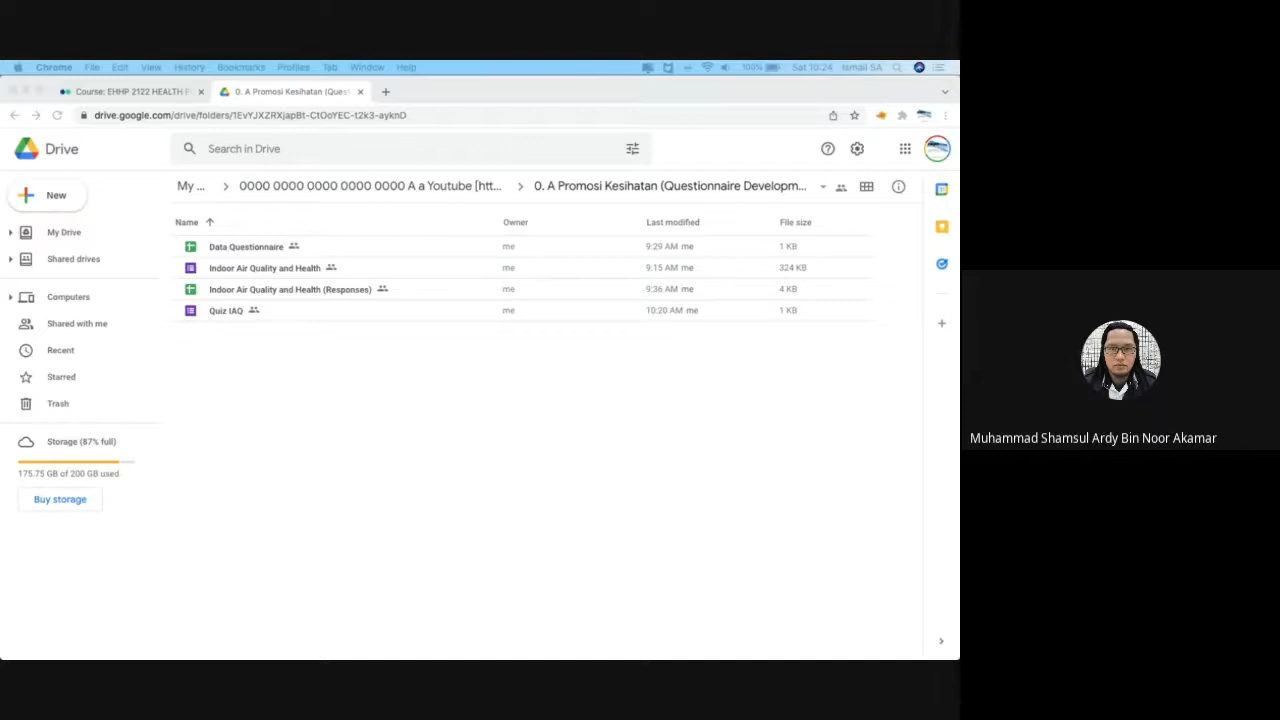 Chrome File Edit View History Bookmarks Profiles Tab Window Help 100% Sat 10:24 Ismail SA
Course: EHHP 2122 HEALTH P
0. A Promosi Kesihatan (Quest
drive.google.com/drive/folders/1EvYJXZRXjapBt-CtOoYEC-t2k3-ayknD
Drive
Search in Drive
New
My ... > 0000 0000 0000 0000 0000 A a Youtube [htt... > 0. A Promosi Kesihatan (Questionnaire Developm...
Name Owner Last modified File size
My Drive
Shared drives
Computers
Shared with me
Recent
Starred
Trash
Storage (87% full)
175.75 GB of 200 GB used
Buy storage
Data Questionnaire me 9:29 AM me 1 KB
Indoor Air Quality and Health me 9:15 AM me 324 KB
Indoor Air Quality and Health (Responses) me 9:36 AM me 4 KB
Quiz IAQ me 10:20 AM me 1 KB
Muhammad Shamsul Ardy Bin Noor Akamar